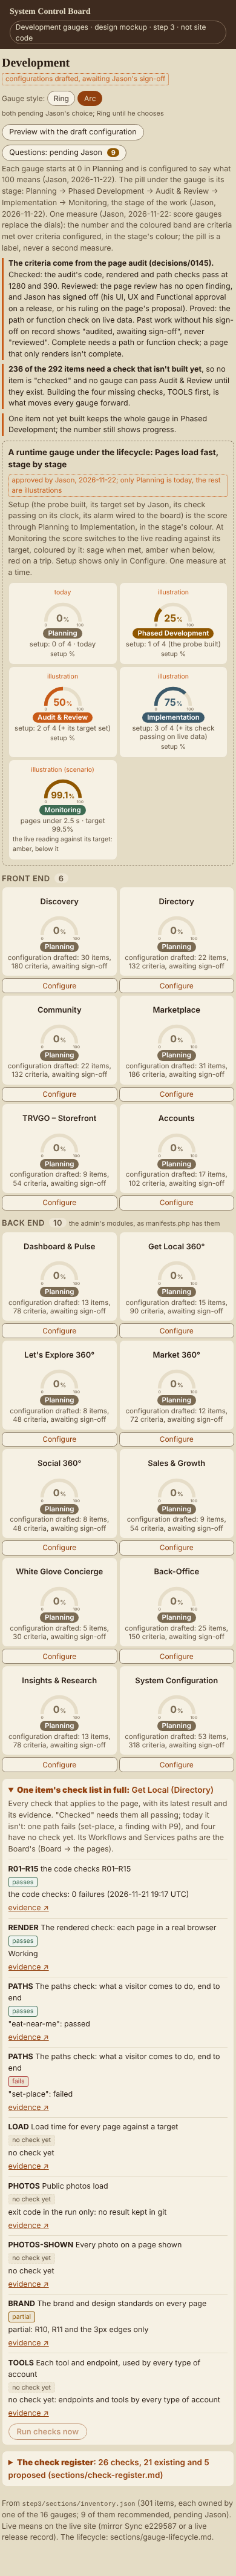 System Control Board
Development gauges · design mockup · step 3 · not site
code
Development
configurations drafted, awaiting Jason's sign-off
Gauge style: Ring Arc
both pending Jason's choice; Ring until he chooses
Preview with the draft configuration
Questions: pending Jason 9
Each gauge starts at 0 in Planning and is configured to say what
100 means (Jason, 2026-11-22). The pill under the gauge is its
stage: Planning → Phased Development → Audit & Review →
Implementation → Monitoring, the stage of the work (Jason,
2026-11-22). One measure (Jason, 2026-11-22: score gauges
replace the dials): the number and the coloured band are criteria
met over criteria configured, in the stage's colour; the pill is a
label, never a second measure.
The criteria come from the page audit (decisions/0145).
Checked: the audit's code, rendered and path checks pass at
1280 and 390. Reviewed: the page review has no open finding,
and Jason has signed off (his UI, UX and Functional approval
on a release, or his ruling on the page's proposal). Proved: the
path or function check on live data. Past work without his sign-
off on record shows "audited, awaiting sign-off", never
"reviewed". Complete needs a path or function check; a page
that only renders isn't complete.
236 of the 292 items need a check that isn't built yet, so no
item is "checked" and no gauge can pass Audit & Review until
they exist. Building the four missing checks, TOOLS first, is
what moves every gauge forward.
One item not yet built keeps the whole gauge in Phased
Development; the number still shows progress.
A runtime gauge under the lifecycle: Pages load fast,
stage by stage
approved by Jason, 2026-11-22; only Planning is today, the rest
are illustrations
Setup (the probe built, its target set by Jason, its check
passing on its clock, its alarm wired to the board) is the score
through Planning to Implementation, in the stage's colour. At
Monitoring the score switches to the live reading against its
target, coloured by it: sage when met, amber when below,
red on a trip. Setup shows only in Configure. One measure at
a time.
today
0%
0 100
Planning
setup: 0 of 4 · today
setup %
illustration
25%
0 100
Phased Development
setup: 1 of 4 (the probe built)
setup %
illustration
50%
0 100
Audit & Review
setup: 2 of 4 (+ its target set)
setup %
illustration
75%
0 100
Implementation
setup: 3 of 4 (+ its check
passing on live data)
setup %
illustration (scenario)
99.1%
0 100
Monitoring
pages under 2.5 s · target
99.5%
the live reading against its target:
amber, below it
FRONT END 6
Discovery
0%
0 100
Planning
configuration drafted: 30 items,
180 criteria, awaiting sign-off
Configure
Directory
0%
0 100
Planning
configuration drafted: 22 items,
132 criteria, awaiting sign-off
Configure
Community
0%
0 100
Planning
configuration drafted: 22 items,
132 criteria, awaiting sign-off
Configure
Marketplace
0%
0 100
Planning
configuration drafted: 31 items,
186 criteria, awaiting sign-off
Configure
TRVGO – Storefront
0%
0 100
Planning
configuration drafted: 9 items,
54 criteria, awaiting sign-off
Configure
Accounts
0%
0 100
Planning
configuration drafted: 17 items,
102 criteria, awaiting sign-off
Configure
BACK END 10 the admin's modules, as manifests.php has them
Dashboard & Pulse
0%
0 100
Planning
configuration drafted: 13 items,
78 criteria, awaiting sign-off
Configure
Get Local 360°
0%
0 100
Planning
configuration drafted: 15 items,
90 criteria, awaiting sign-off
Configure
Let's Explore 360°
0%
0 100
Planning
configuration drafted: 8 items,
48 criteria, awaiting sign-off
Configure
Market 360°
0%
0 100
Planning
configuration drafted: 12 items,
72 criteria, awaiting sign-off
Configure
Social 360°
0%
0 100
Planning
configuration drafted: 8 items,
48 criteria, awaiting sign-off
Configure
Sales & Growth
0%
0 100
Planning
configuration drafted: 9 items,
54 criteria, awaiting sign-off
Configure
White Glove Concierge
0%
0 100
Planning
configuration drafted: 5 items,
30 criteria, awaiting sign-off
Configure
Back-Office
0%
0 100
Planning
configuration drafted: 25 items,
150 criteria, awaiting sign-off
Configure
Insights & Research
0%
0 100
Planning
configuration drafted: 13 items,
78 criteria, awaiting sign-off
Configure
System Configuration
0%
0 100
Planning
configuration drafted: 53 items,
318 criteria, awaiting sign-off
Configure
▼ One item's check list in full: Get Local (Directory)
Every check that applies to the page, with its latest result and
its evidence. "Checked" needs them all passing; today it
isn't: one path fails (set-place, a finding with P9), and four
have no check yet. Its Workflows and Services paths are the
Board's (Board → the pages).
R01–R15 the code checks R01–R15
passes
the code checks: 0 failures (2026-11-21 19:17 UTC)
evidence ↗
RENDER The rendered check: each page in a real browser
passes
Working
evidence ↗
PATHS The paths check: what a visitor comes to do, end to
end
passes
"eat-near-me": passed
evidence ↗
PATHS The paths check: what a visitor comes to do, end to
end
fails
"set-place": failed
evidence ↗
LOAD Load time for every page against a target
no check yet
no check yet
evidence ↗
PHOTOS Public photos load
no check yet
exit code in the run only: no result kept in git
evidence ↗
PHOTOS-SHOWN Every photo on a page shown
no check yet
no check yet
evidence ↗
BRAND The brand and design standards on every page
partial
partial: R10, R11 and the 3px edges only
evidence ↗
TOOLS Each tool and endpoint, used by every type of
account
no check yet
no check yet: endpoints and tools by every type of account
evidence ↗
Run checks now
▶ The check register: 26 checks, 21 existing and 5
proposed (sections/check-register.md)
From step3/sections/inventory.json (301 items, each owned by
one of the 16 gauges; 9 of them recommended, pending Jason).
Live means on the live site (mirror Sync e229587 or a live
release record). The lifecycle: sections/gauge-lifecycle.md.